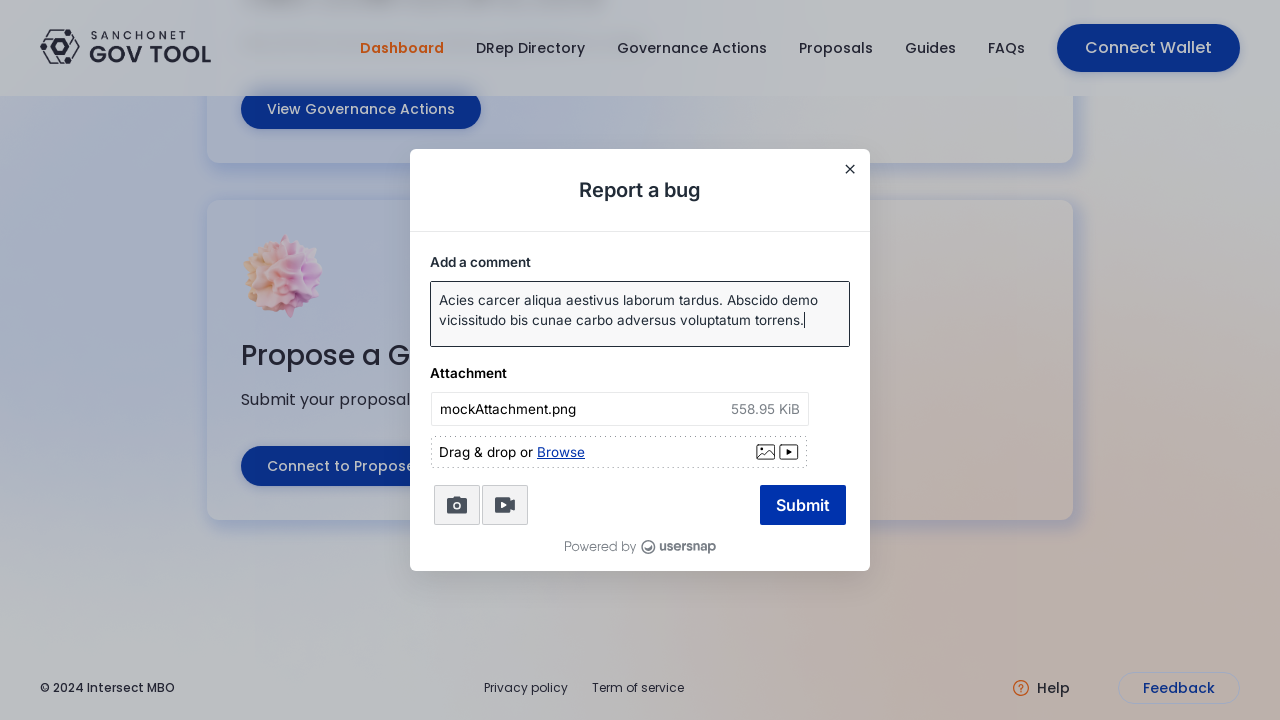 SANCHONET
GOV TOOL
Dashboard
DRep Directory
Governance Actions
Proposals
Guides
FAQs
Connect Wallet
View Governance Actions
Report a bug
Add a comment
Acies carcer aliqua aestivus laborum tardus. Abscido demo
vicissitudo bis cunae carbo adversus voluptatum torrens.
Attachment
mockAttachment.png 558.95 KiB
Drag & drop or Browse
Submit
Powered by usersnap
Propose a G
Submit your proposal
Connect to Propose
© 2024 Intersect MBO
Privacy policy
Term of service
Help
Feedback